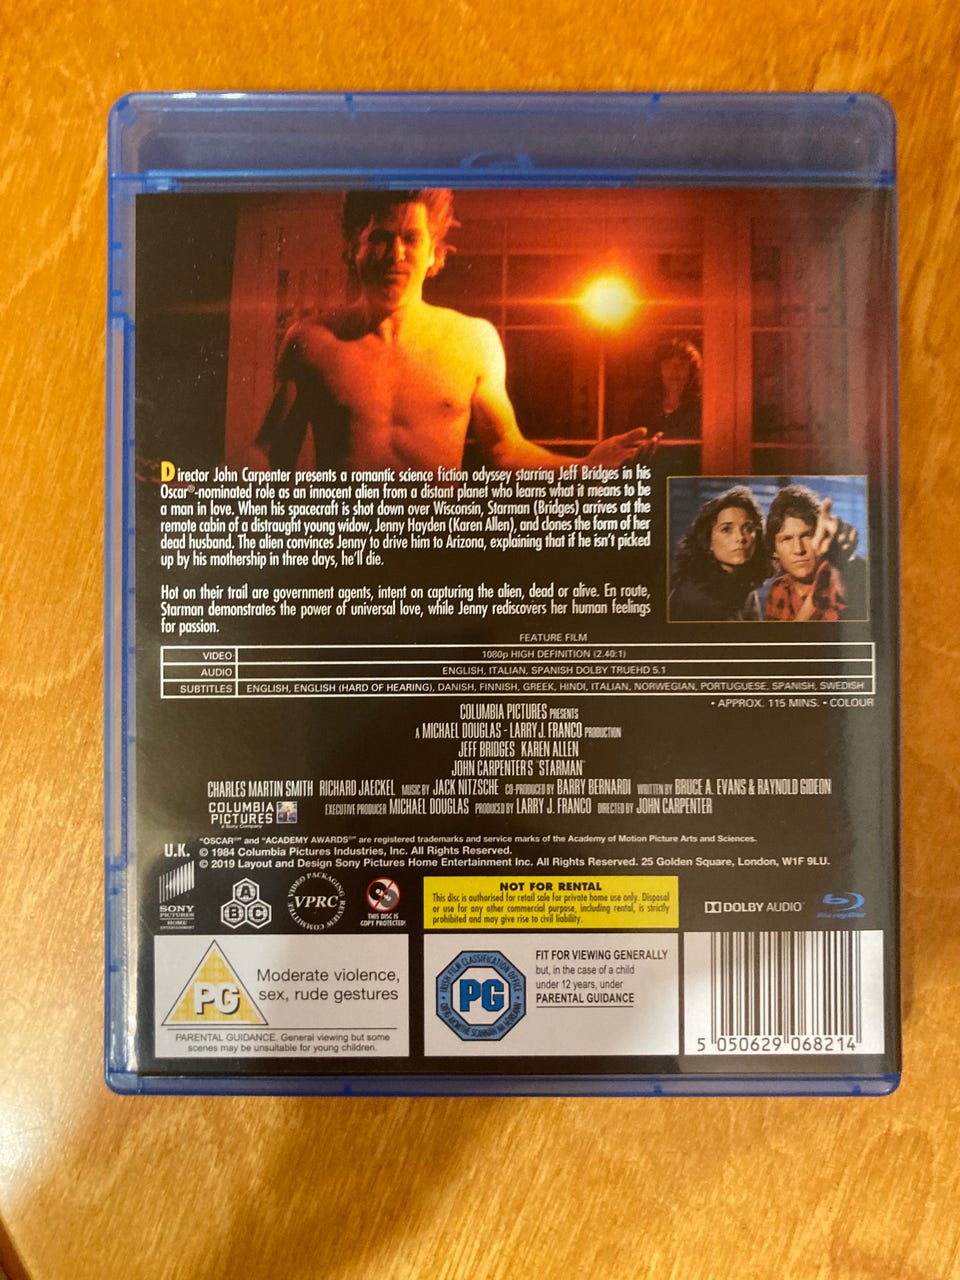 Director John Carpenter presents a romantic science fiction odyssey starring Jeff Bridges in his
Oscar®-nominated role as an innocent alien from a distant planet who learns what it means to be
a man in love. When his spacecraft is shot down over Wisconsin, Starman (Bridges) arrives at the
remote cabin of a distraught young widow, Jenny Hayden (Karen Allen), and clones the form of her
dead husband. The alien convinces Jenny to drive him to Arizona, explaining that if he isn't picked
up by his mothership in three days, he'll die.
Hot on their trail are government agents, intent on capturing the alien, dead or alive. En route,
Starman demonstrates the power of universal love, while Jenny rediscovers her human feelings
for passion.
FEATURE FILM
VIDEO 1080p HIGH DEFINITION (2.40:1)
AUDIO ENGLISH, ITALIAN, SPANISH DOLBY TRUEHD 5.1
SUBTITLES ENGLISH, ENGLISH (HARD OF HEARING), DANISH, FINNISH, GREEK, HINDI, ITALIAN, NORWEGIAN, PORTUGUESE, SPANISH, SWEDISH
• APPROX. 115 MINS. • COLOUR
COLUMBIA PICTURES PRESENTS
A MICHAEL DOUGLAS - LARRY J. FRANCO PRODUCTION
JEFF BRIDGES KAREN ALLEN
JOHN CARPENTER'S "STARMAN"
CHARLES MARTIN SMITH RICHARD JAECKEL MUSIC BY JACK NITZSCHE CO-PRODUCED BY BARRY BERNARDI WRITTEN BY BRUCE A. EVANS & RAYNOLD GIDEON
EXECUTIVE PRODUCER MICHAEL DOUGLAS PRODUCED BY LARRY J. FRANCO DIRECTED BY JOHN CARPENTER
COLUMBIA
PICTURES
a Sony Company
"OSCAR®" and "ACADEMY AWARDS®" are registered trademarks and service marks of the Academy of Motion Picture Arts and Sciences.
U.K. © 1984 Columbia Pictures Industries, Inc. All Rights Reserved.
© 2019 Layout and Design Sony Pictures Home Entertainment Inc. All Rights Reserved. 25 Golden Square, London, W1F 9LU.
SONY
PICTURES
HOME
ENTERTAINMENT
A
B C
VIDEO PACKAGING REVIEW COMMITTEE
VPRC
THIS DISC IS
COPY PROTECTED
NOT FOR RENTAL
This disc is authorised for retail sale for private home use only. Disposal
or use for any other commercial purpose, including rental, is strictly
prohibited and may give rise to civil liability.
DOLBY AUDIO™
Blu-ray Disc
PG
Moderate violence,
sex, rude gestures
PARENTAL GUIDANCE. General viewing but some
scenes may be unsuitable for young children.
IRISH FILM CLASSIFICATION OFFICE
PG
FIT FOR VIEWING GENERALLY
but, in the case of a child
under 12 years, under
PARENTAL GUIDANCE
5 050629 068214